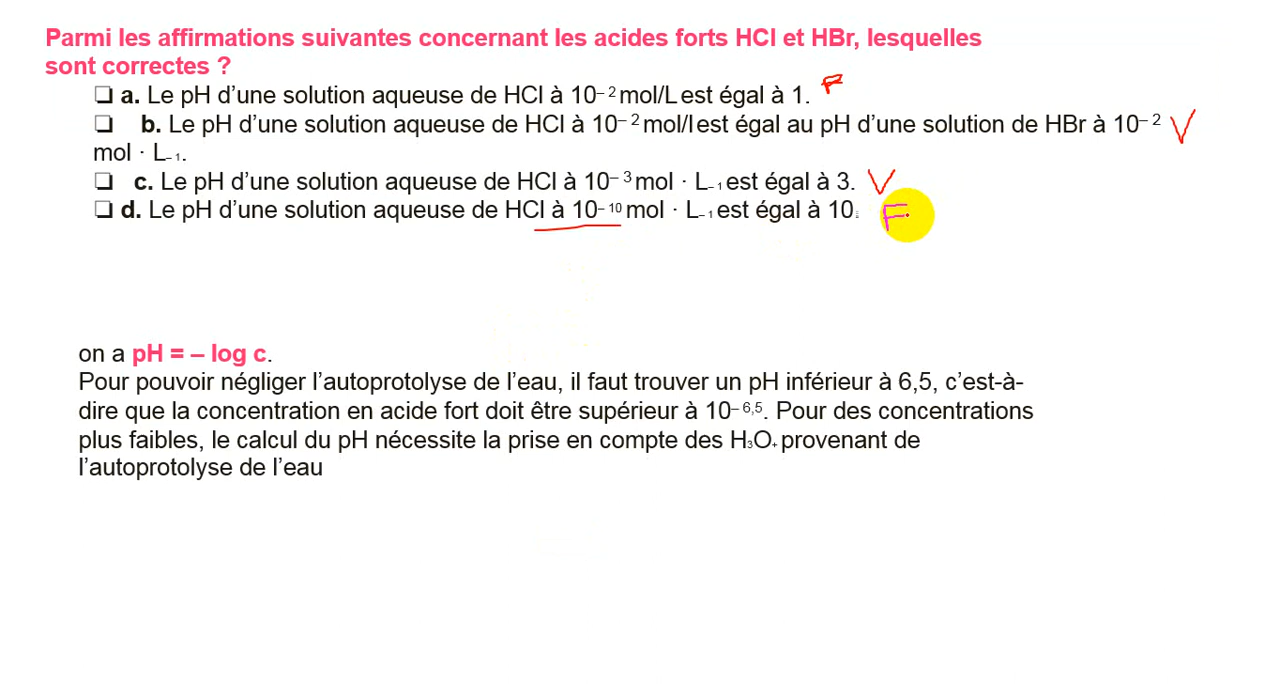 Parmi les affirmations suivantes concernant les acides forts HCl et HBr, lesquelles
sont correctes ?
❏ a. Le pH d’une solution aqueuse de HCl à 10⁻² mol/L est égal à 1. F
❏ b. Le pH d’une solution aqueuse de HCl à 10⁻² mol/l est égal au pH d’une solution de HBr à 10⁻² V
mol · L₋₁.
❏ c. Le pH d’une solution aqueuse de HCl à 10⁻³ mol · L₋₁ est égal à 3. V
❏ d. Le pH d’une solution aqueuse de HCl à 10⁻¹⁰ mol · L₋₁ est égal à 10. F
on a pH = – log c.
Pour pouvoir négliger l’autoprotolyse de l’eau, il faut trouver un pH inférieur à 6,5, c’est-à-
dire que la concentration en acide fort doit être supérieur à 10⁻⁶,⁵. Pour des concentrations
plus faibles, le calcul du pH nécessite la prise en compte des H₃O₊ provenant de
l’autoprotolyse de l’eau